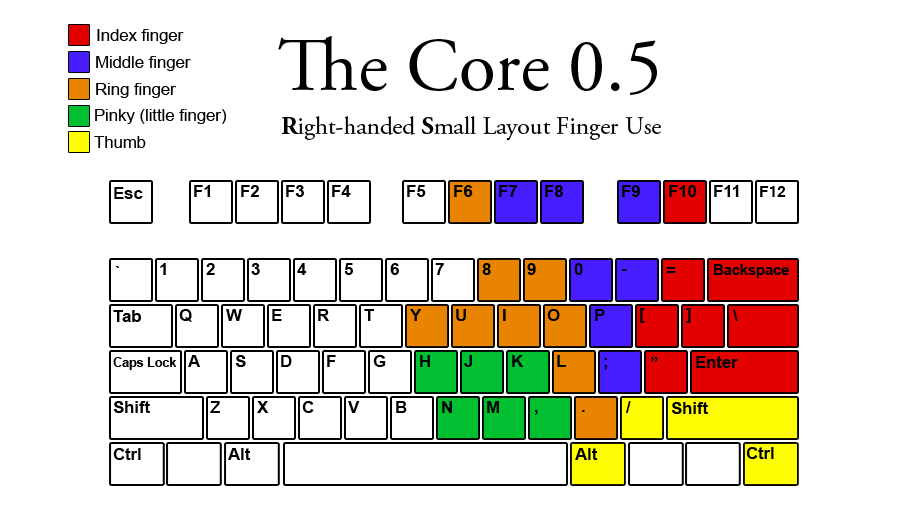 Index finger
Middle finger
Ring finger
Pinky (little finger)
Thumb
The Core 0.5
Right-handed Small Layout Finger Use
Esc F1 F2 F3 F4 F5 F6 F7 F8 F9 F10 F11 F12
` 1 2 3 4 5 6 7 8 9 0 - = Backspace
Tab Q W E R T Y U I O P [ ] \
Caps Lock A S D F G H J K L ; " Enter
Shift Z X C V B N M , . / Shift
Ctrl Alt Alt Ctrl